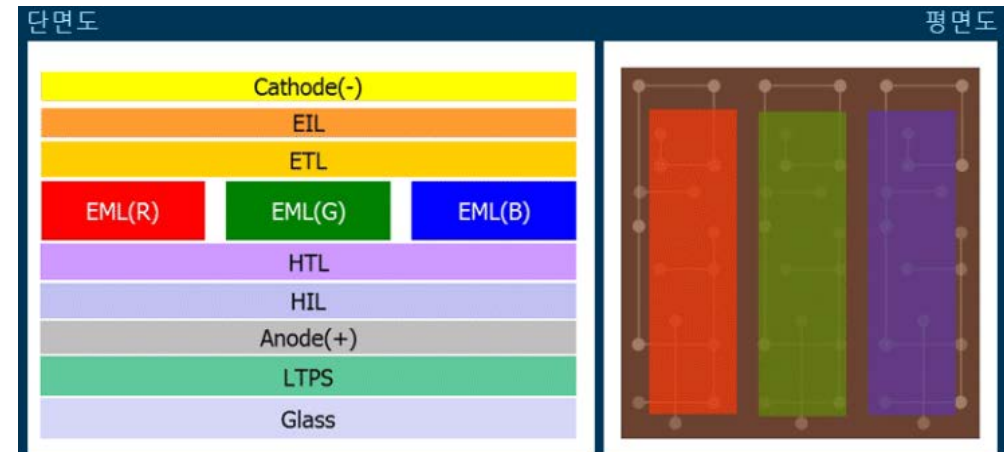 단면도
평면도
Cathode(-)
EIL
ETL
EML(R) EML(G) EML(B)
HTL
HIL
Anode(+)
LTPS
Glass